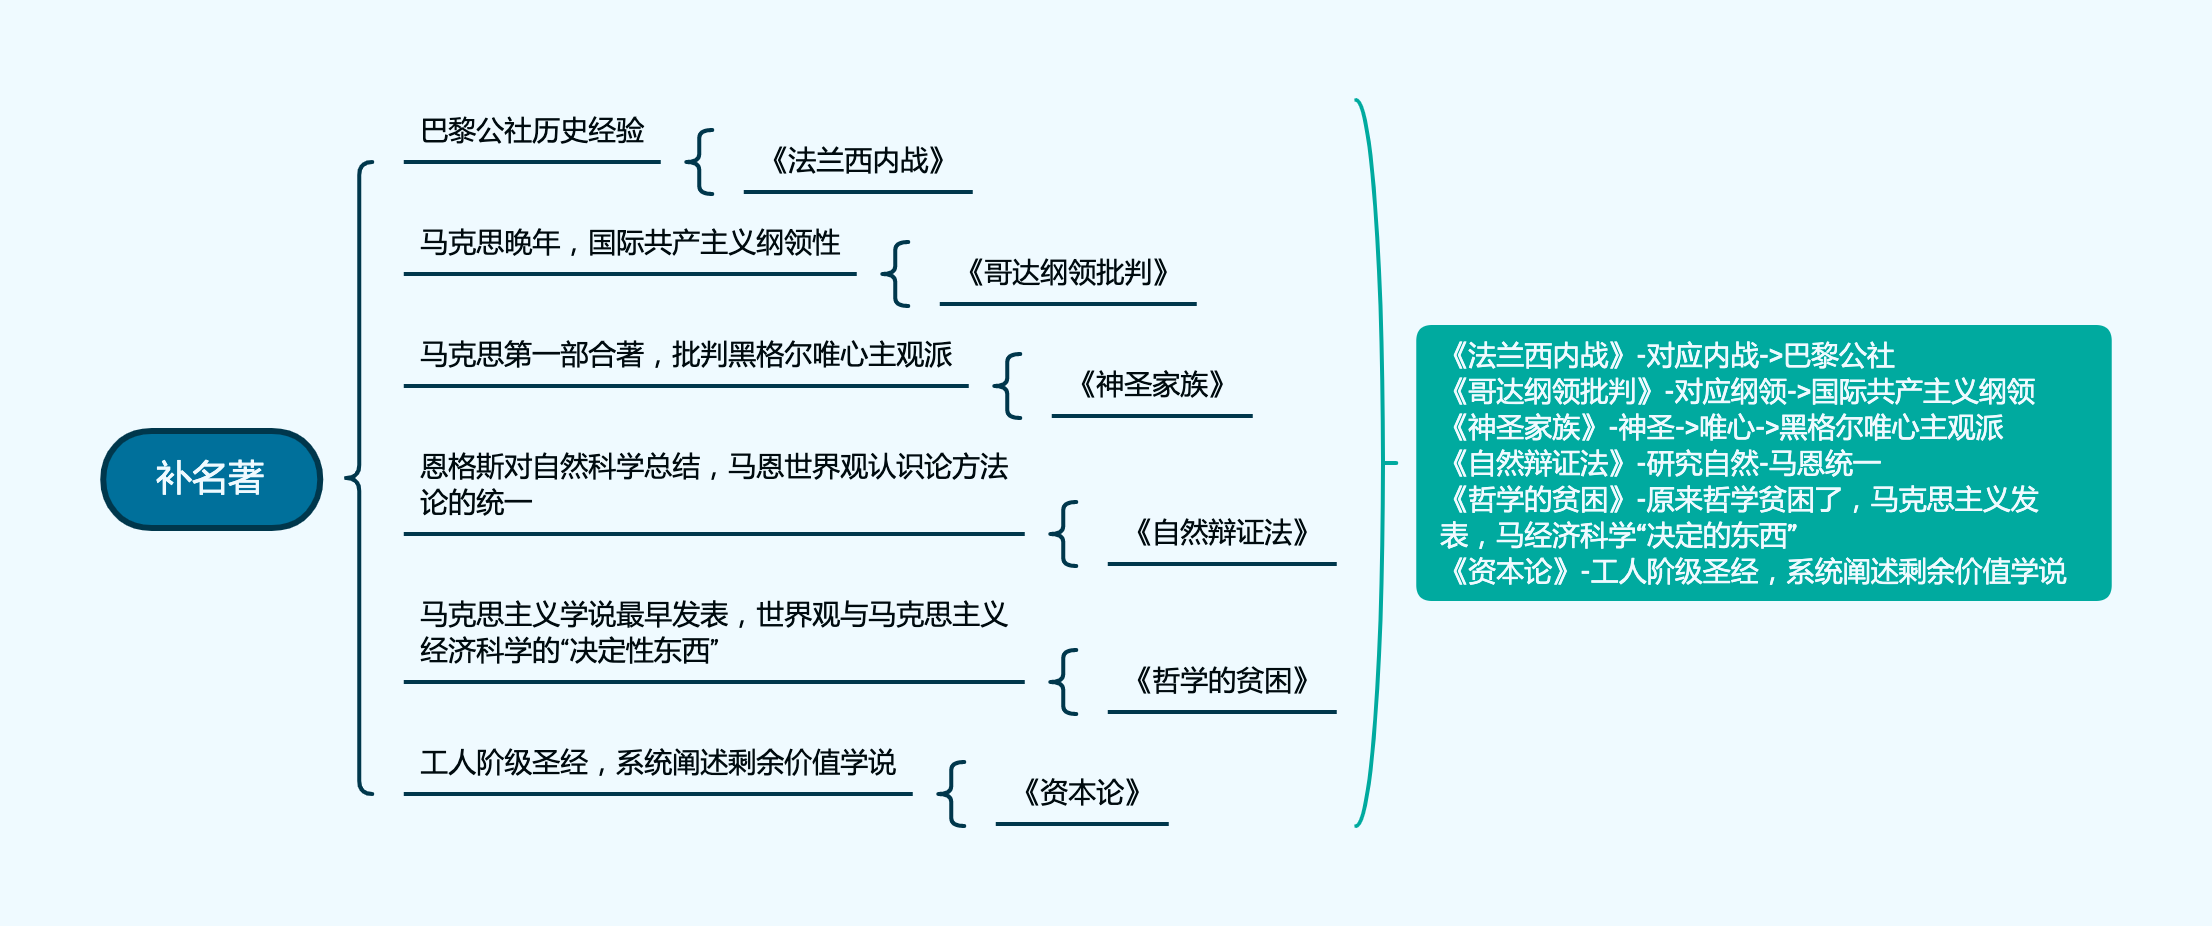 补名著
巴黎公社历史经验
《法兰西内战》
马克思晚年，国际共产主义纲领性
《哥达纲领批判》
马克思第一部合著，批判黑格尔唯心主观派
《神圣家族》
恩格斯对自然科学总结，马恩世界观认识论方法
论的统一
《自然辩证法》
马克思主义学说最早发表，世界观与马克思主义
经济科学的“决定性东西”
《哲学的贫困》
工人阶级圣经，系统阐述剩余价值学说
《资本论》
《法兰西内战》-对应内战->巴黎公社
《哥达纲领批判》-对应纲领->国际共产主义纲领
《神圣家族》-神圣->唯心->黑格尔唯心主观派
《自然辩证法》-研究自然-马恩统一
《哲学的贫困》-原来哲学贫困了，马克思主义发
表，马经济科学“决定的东西”
《资本论》-工人阶级圣经，系统阐述剩余价值学说